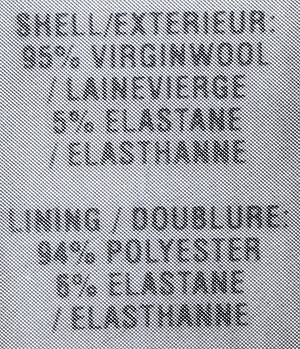 SHELL/EXTERIEUR:
95% VIRGINWOOL
/ LAINEVIERGE
5% ELASTANE
/ ELASTHANNE
LINING / DOUBLURE:
94% POLYESTER
6% ELASTANE
/ ELASTHANNE